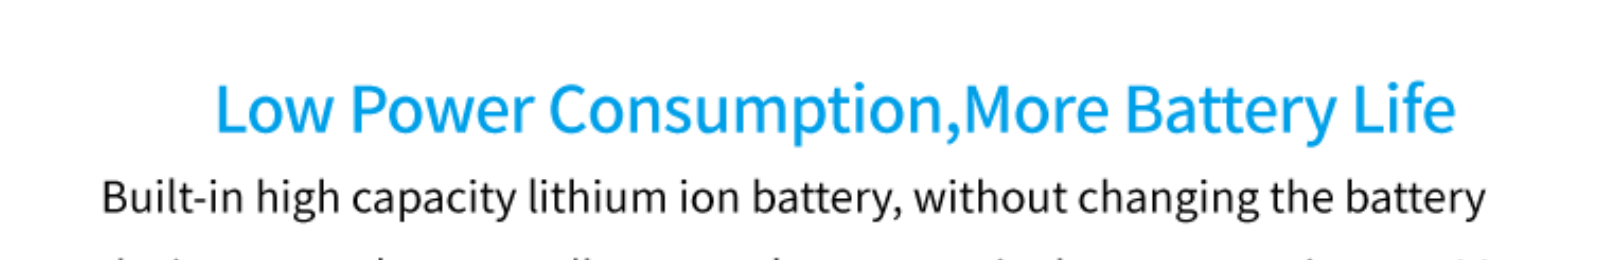 Low Power Consumption,More Battery Life
Built-in high capacity lithium ion battery, without changing the battery